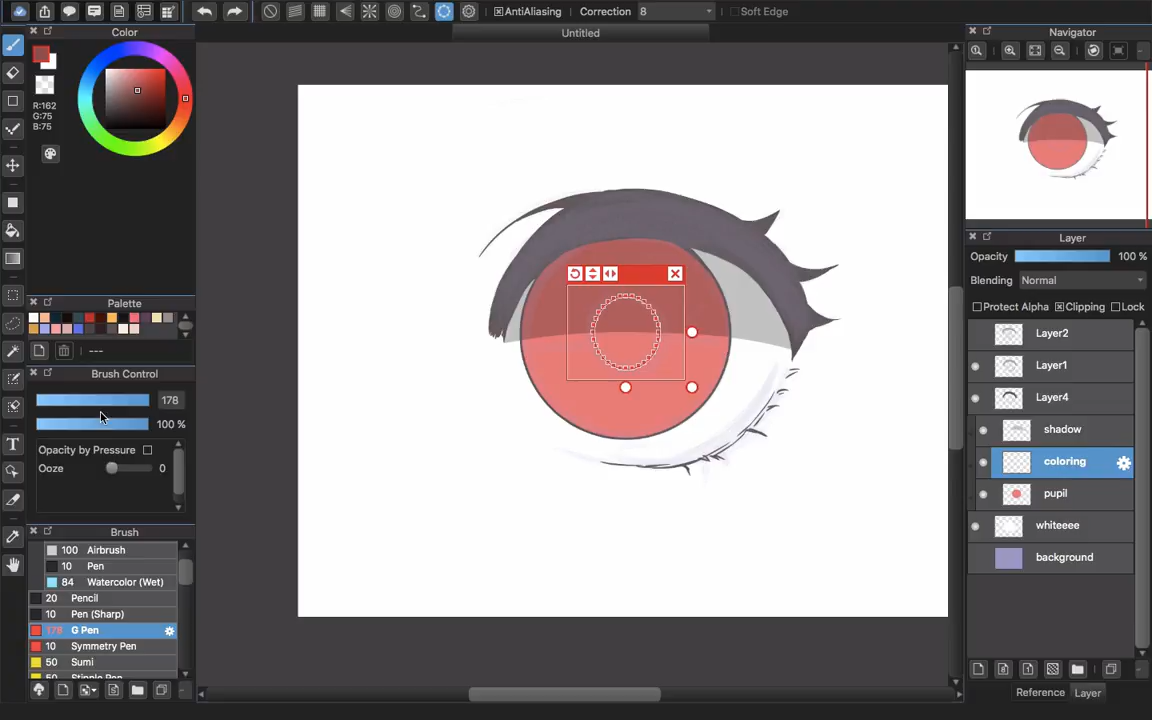 AntiAliasing Correction 8 Soft Edge
Color
Untitled
Navigator
R:162
G:75
B:75
Layer
Opacity 100 %
Blending Normal
Palette
Protect Alpha Clipping Lock
Layer2
---
Layer1
Brush Control
178
Layer4
100 %
shadow
Opacity by Pressure
Ooze 0
coloring
pupil
whiteeee
Brush
100 Airbrush
background
10 Pen
84 Watercolor (Wet)
20 Pencil
10 Pen (Sharp)
178 G Pen
10 Symmetry Pen
50 Sumi
50 Stipple Pen
Reference Layer